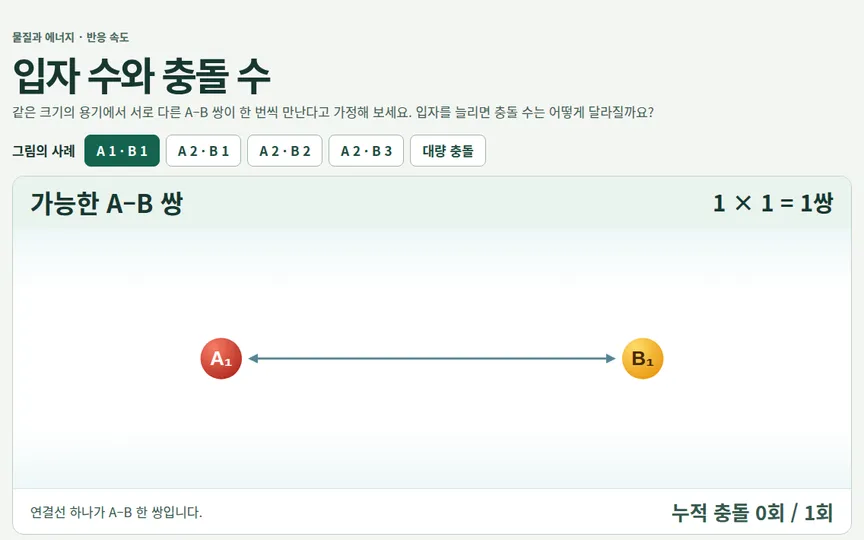 물질과 에너지 · 반응 속도
입자 수와 충돌 수
같은 크기의 용기에서 서로 다른 A–B 쌍이 한 번씩 만난다고 가정해 보세요. 입자를 늘리면 충돌 수는 어떻게 달라질까요?
그림의 사례 A 1 · B 1 A 2 · B 1 A 2 · B 2 A 2 · B 3 대량 충돌
가능한 A–B 쌍 1 × 1 = 1쌍
A₁ B₁
연결선 하나가 A–B 한 쌍입니다. 누적 충돌 0회 / 1회